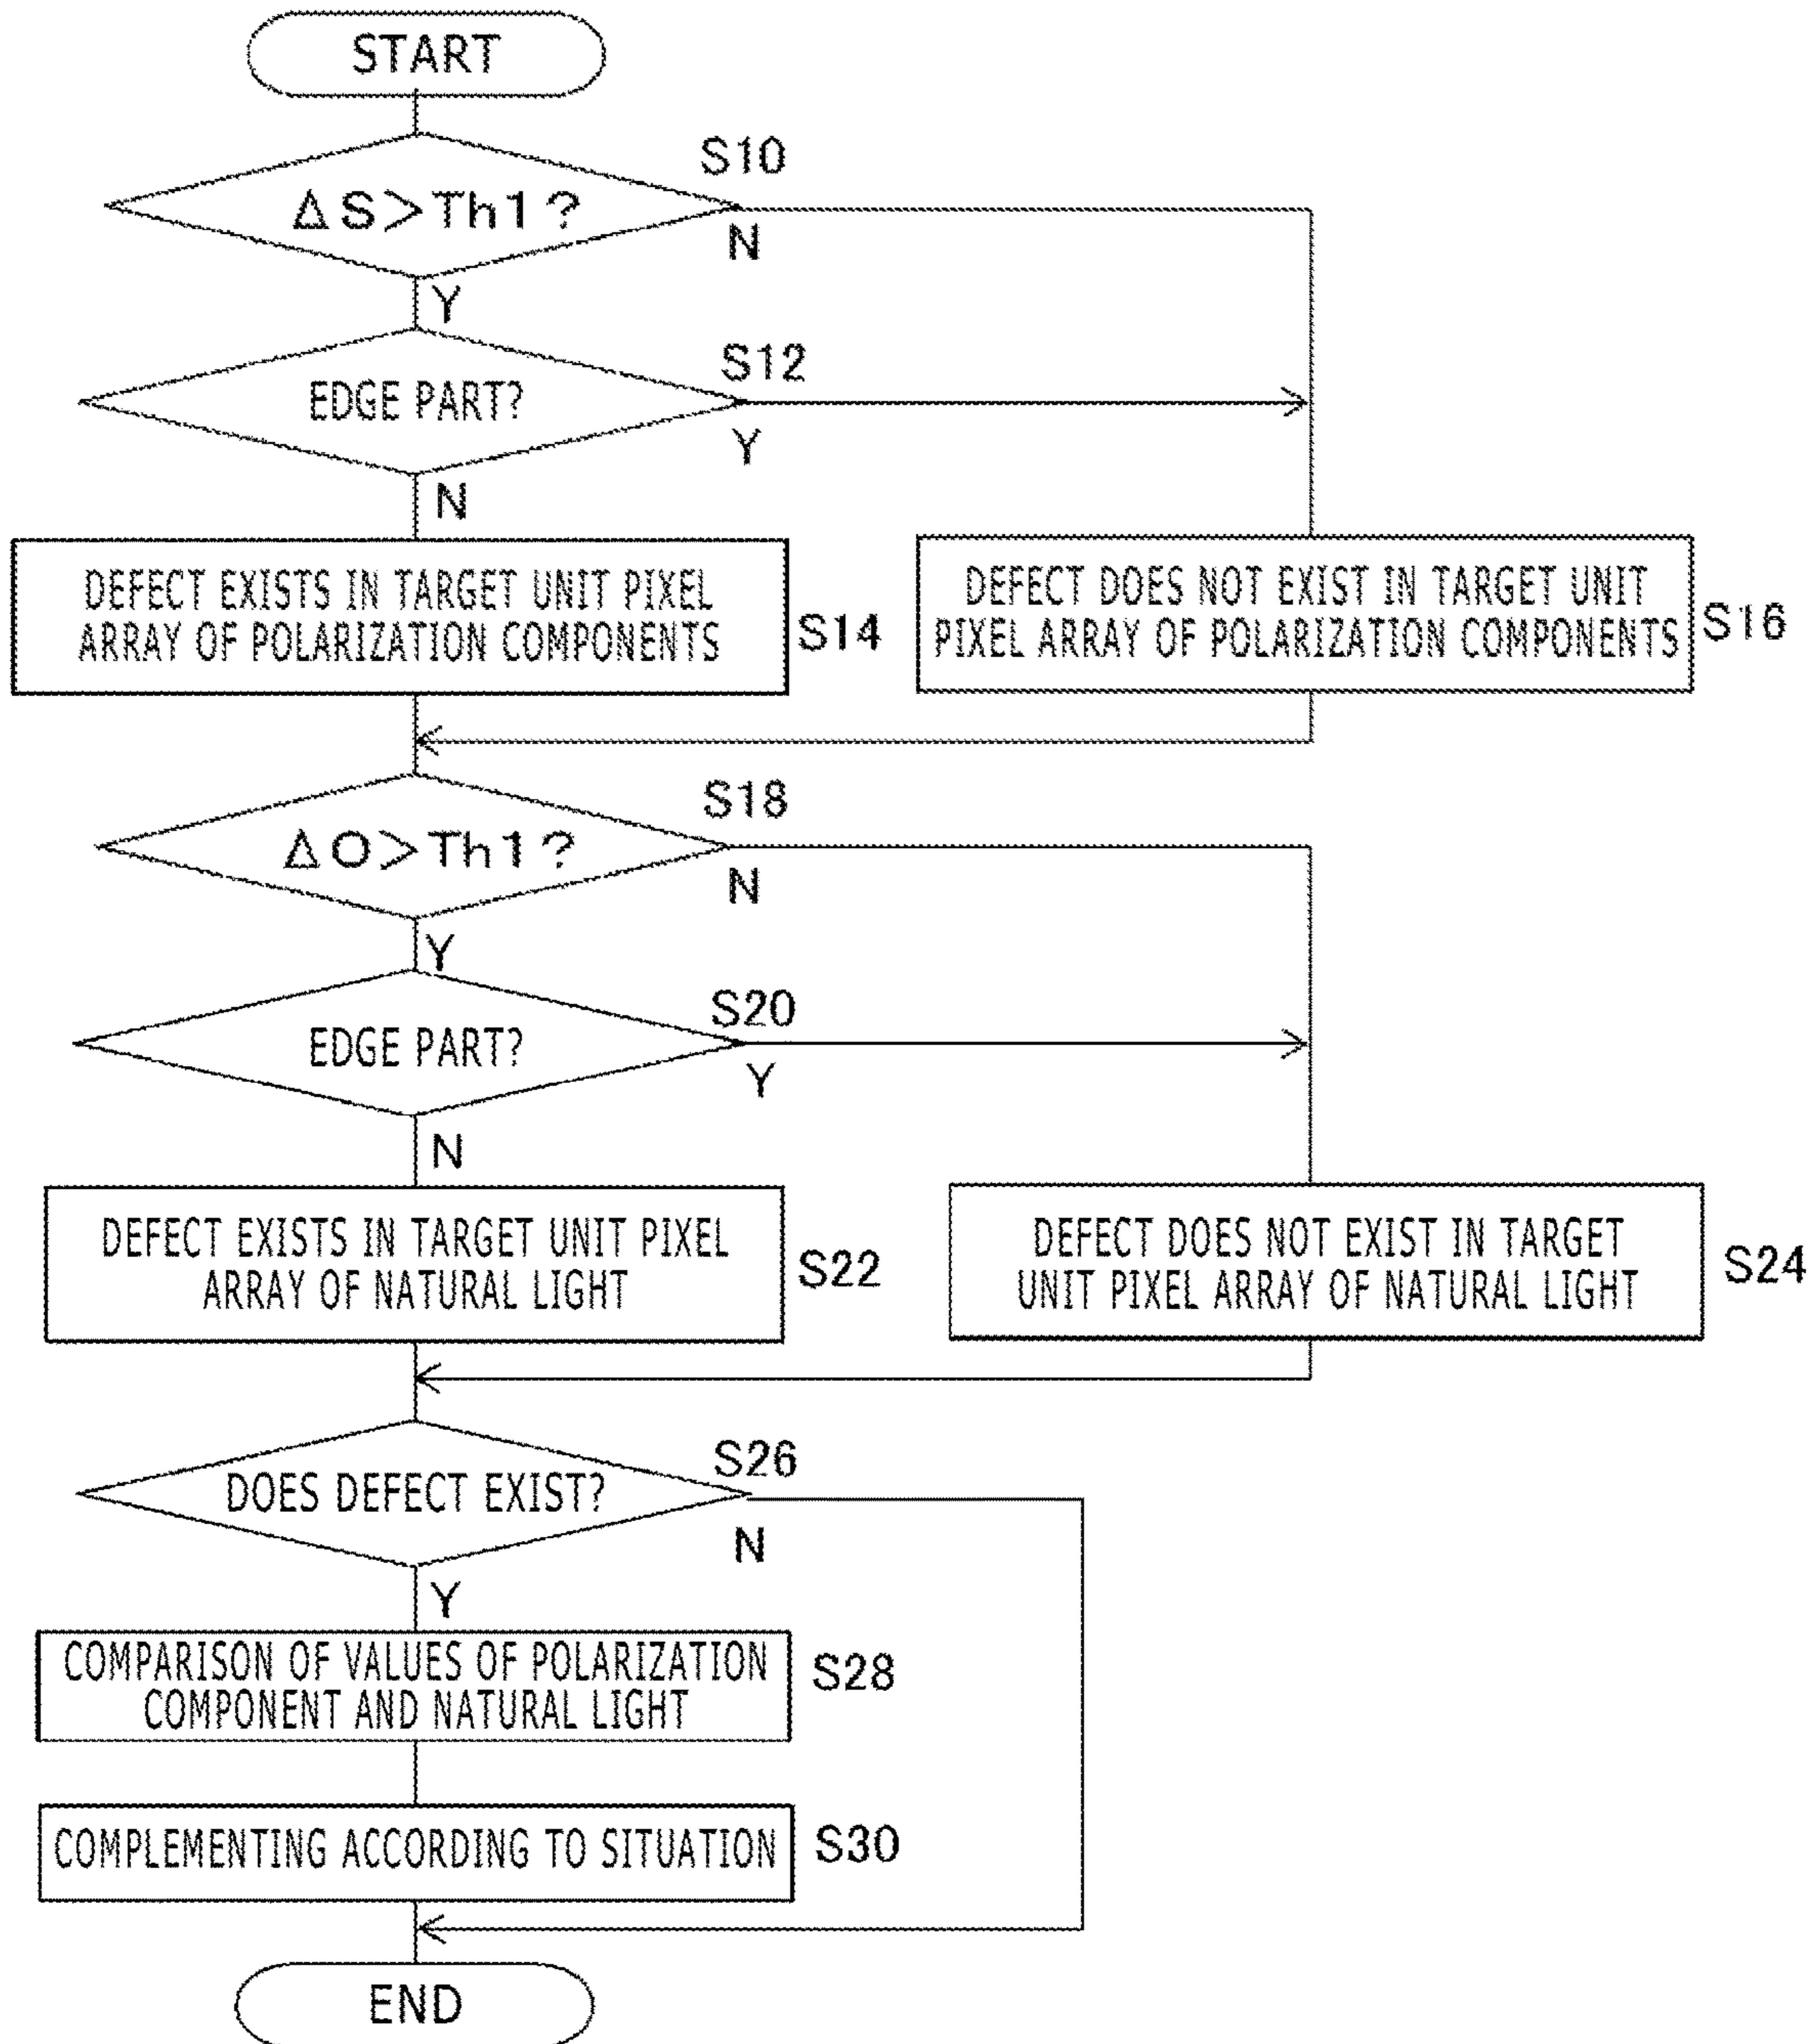 START
S10
ΔS>Th1?
N
Y
S12
EDGE PART?
Y
N
DEFECT EXISTS IN TARGET UNIT PIXEL
ARRAY OF POLARIZATION COMPONENTS
S14
DEFECT DOES NOT EXIST IN TARGET UNIT
PIXEL ARRAY OF POLARIZATION COMPONENTS
S16
S18
ΔO>Th1?
N
Y
S20
EDGE PART?
Y
N
DEFECT EXISTS IN TARGET UNIT PIXEL
ARRAY OF NATURAL LIGHT
S22
DEFECT DOES NOT EXIST IN TARGET
UNIT PIXEL ARRAY OF NATURAL LIGHT
S24
S26
DOES DEFECT EXIST?
N
Y
COMPARISON OF VALUES OF POLARIZATION
COMPONENT AND NATURAL LIGHT
S28
COMPLEMENTING ACCORDING TO SITUATION
S30
END